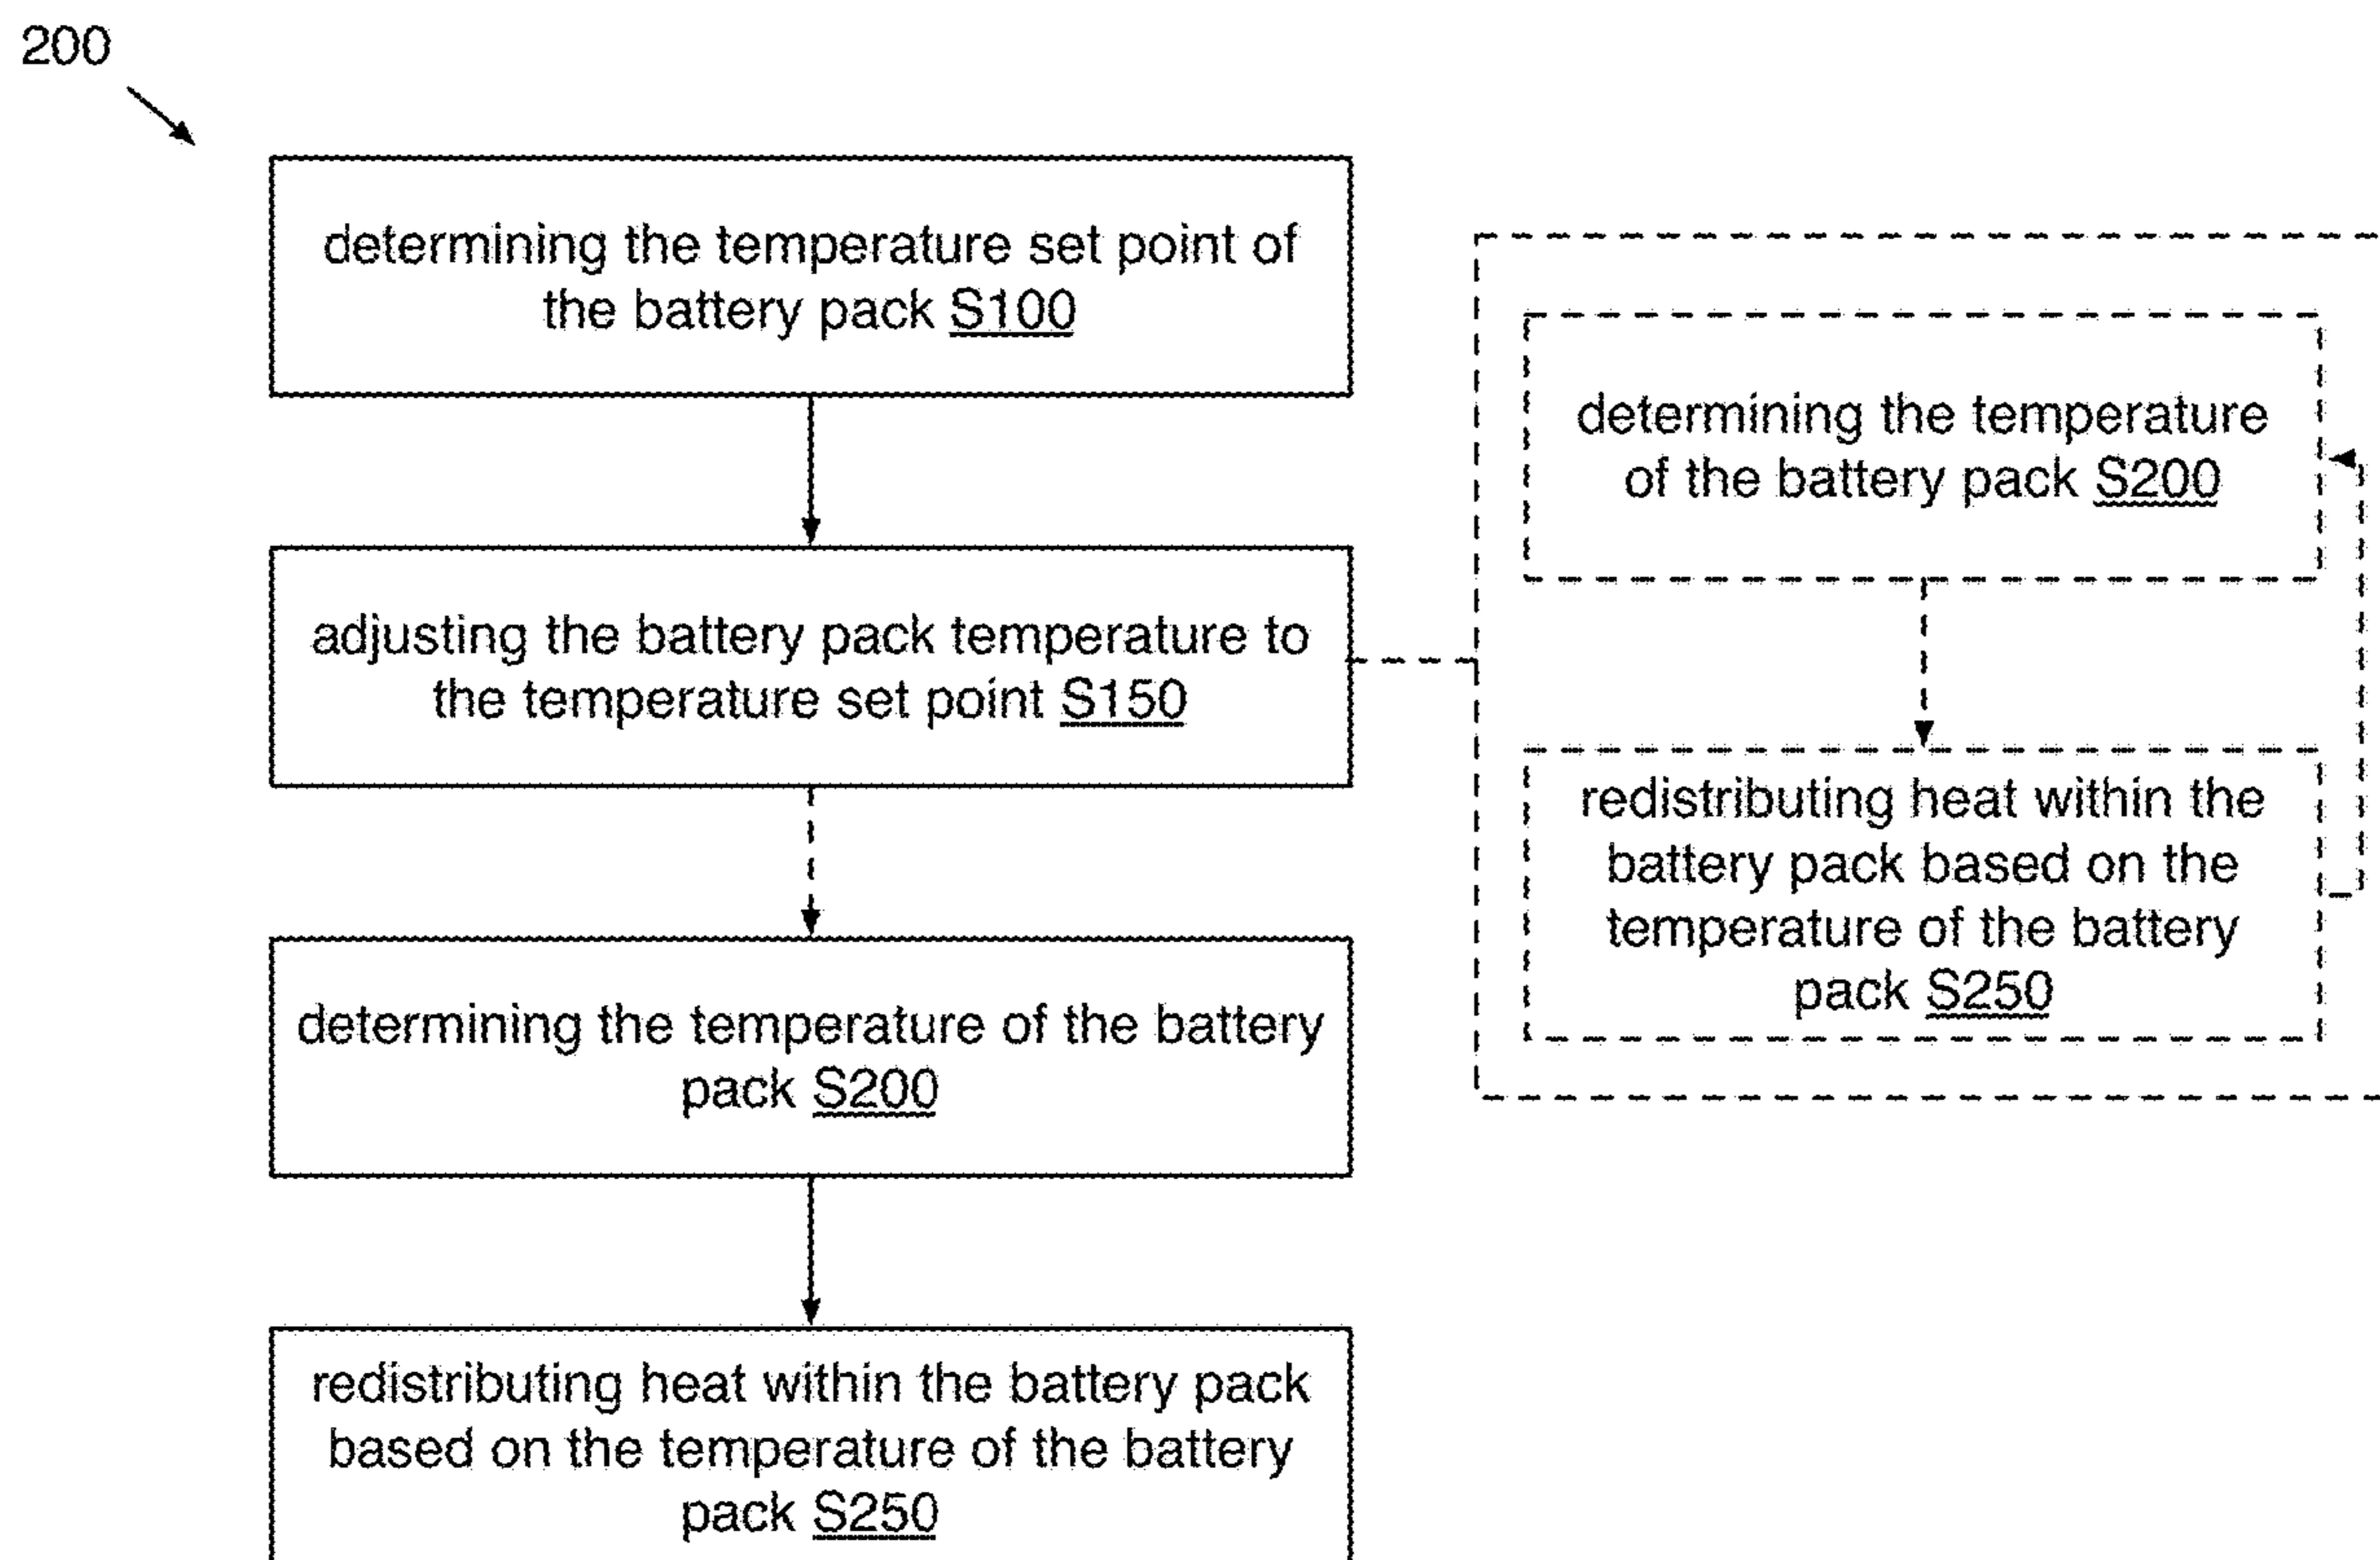 200
determining the temperature set point of
the battery pack S100
adjusting the battery pack temperature to
the temperature set point S150
determining the temperature of the battery
pack S200
redistributing heat within the battery pack
based on the temperature of the battery
pack S250
determining the temperature
of the battery pack S200
redistributing heat within the
battery pack based on the
temperature of the battery
pack S250